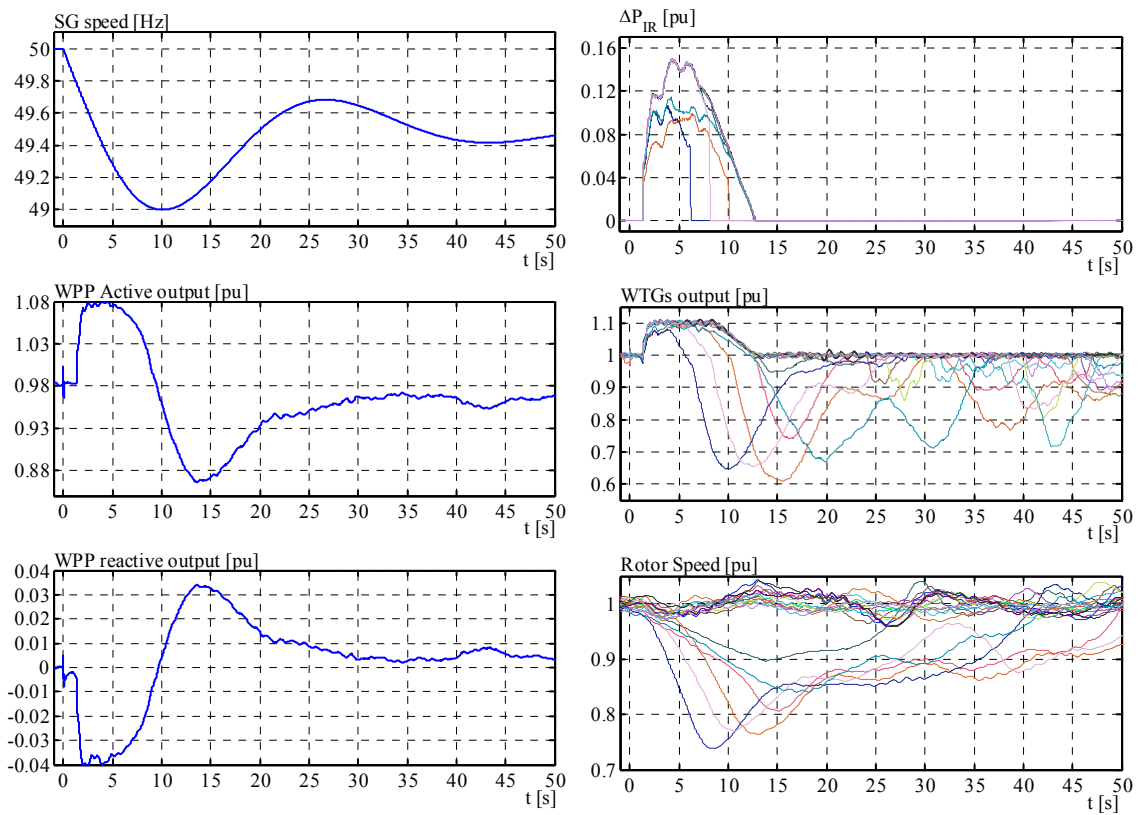 SG speed [Hz]
50
49.8
49.6
49.4
49.2
49
0 5 10 15 20 25 30 35 40 45 50
t [s]
ΔP_IR [pu]
0.16
0.12
0.08
0.04
0
0 5 10 15 20 25 30 35 40 45 50
t [s]
WPP Active output [pu]
1.08
1.03
0.98
0.93
0.88
0 5 10 15 20 25 30 35 40 45 50
t [s]
WTGs output [pu]
1.1
1
0.9
0.8
0.7
0.6
0 5 10 15 20 25 30 35 40 45 50
t [s]
WPP reactive output [pu]
0.04
0.03
0.01
0
-0.01
-0.03
-0.04
0 5 10 15 20 25 30 35 40 45 50
t [s]
Rotor Speed [pu]
1
0.9
0.8
0.7
0 5 10 15 20 25 30 35 40 45 50
t [s]